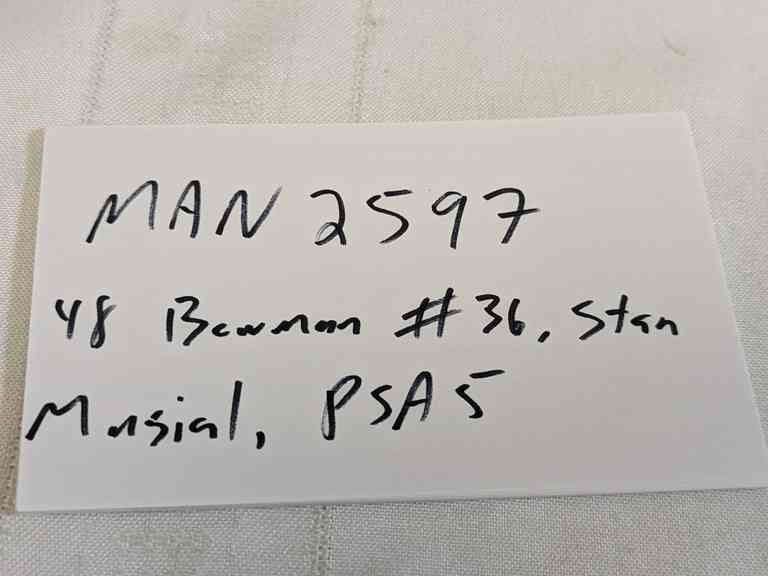 MAN 2597
48 Bowman #36, Stan
Musial, PSA 5